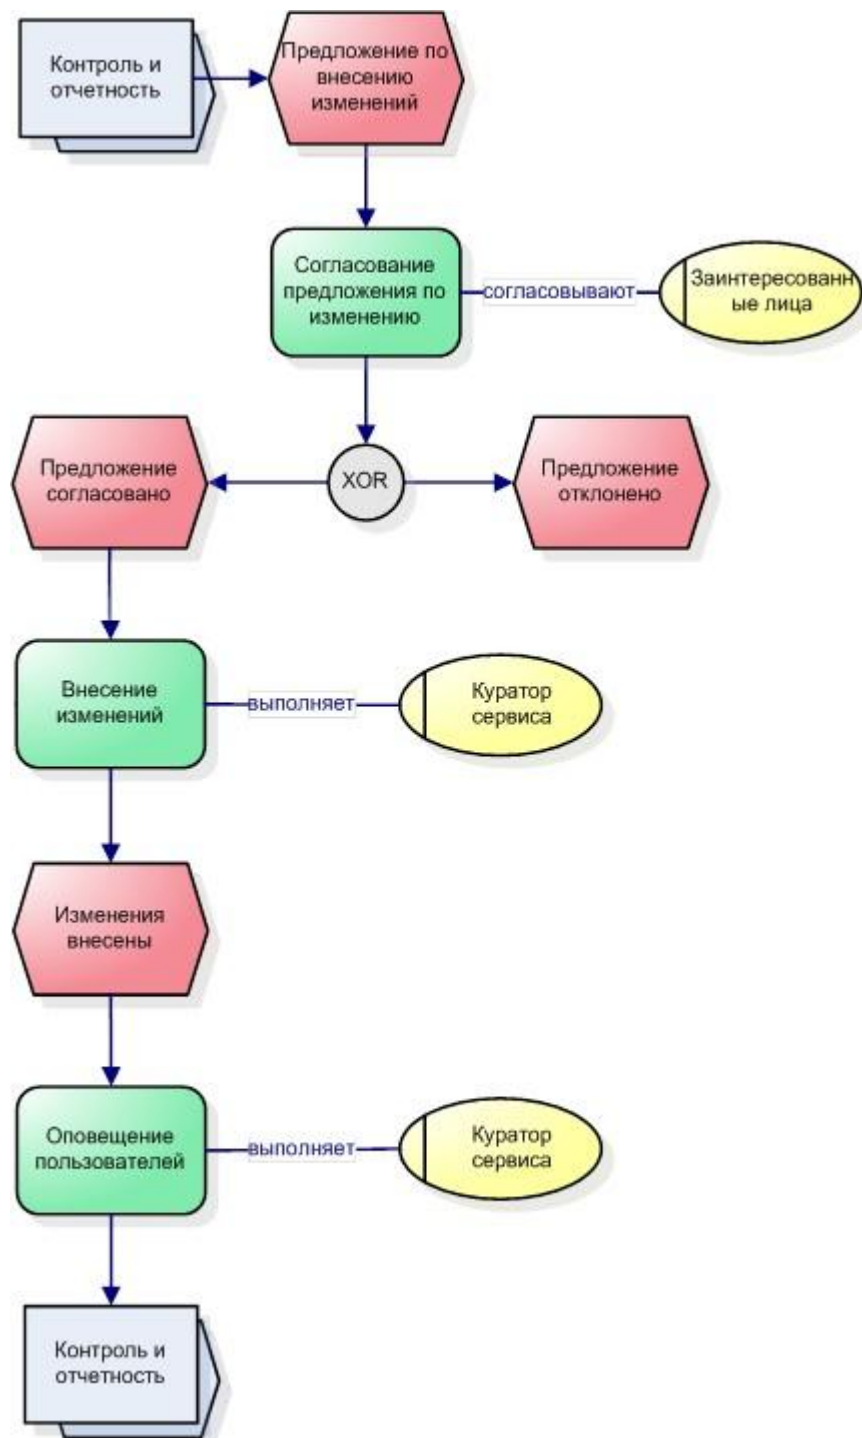 Контроль и
отчетность
Предложение по
внесению
изменений
Согласование
предложения по
изменению
согласовывают
Заинтересованн
ые лица
Предложение
согласовано
XOR
Предложение
отклонено
Внесение
изменений
выполняет
Куратор
сервиса
Изменения
внесены
Оповещение
пользователей
выполняет
Куратор
сервиса
Контроль и
отчетность